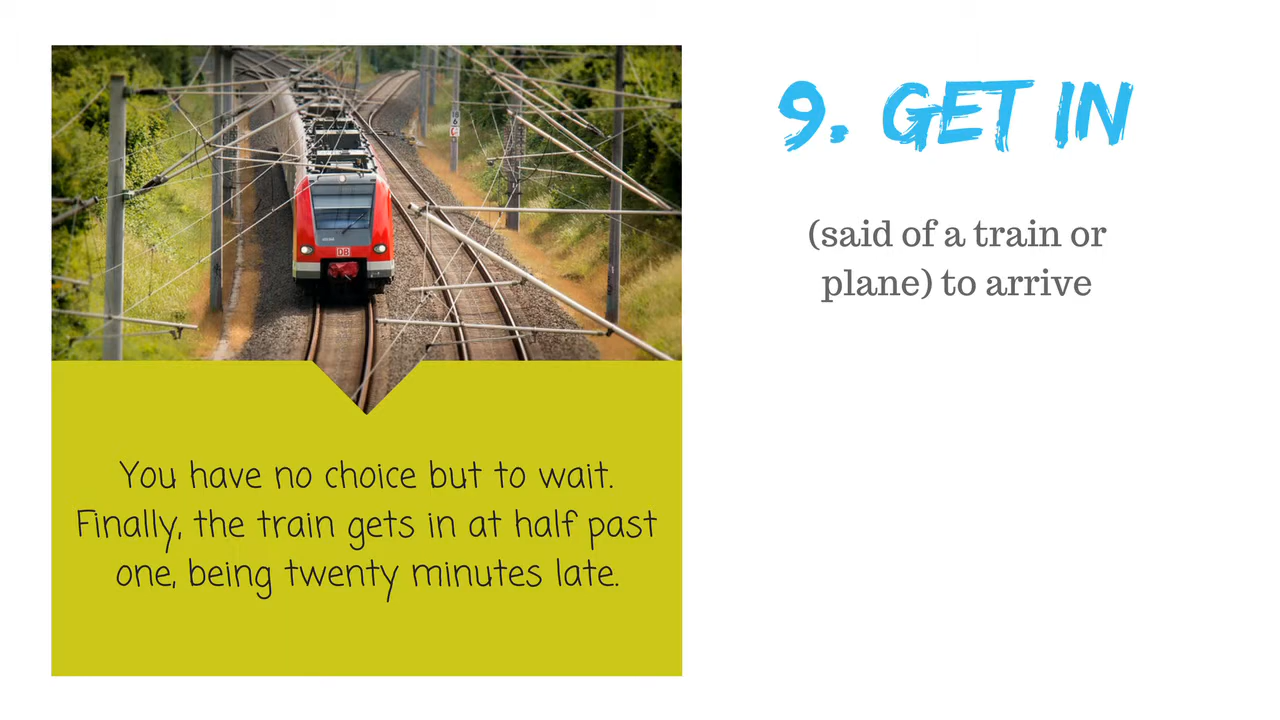 9. GET IN
(said of a train or
plane) to arrive
DB
You have no choice but to wait.
Finally, the train gets in at half past
one, being twenty minutes late.